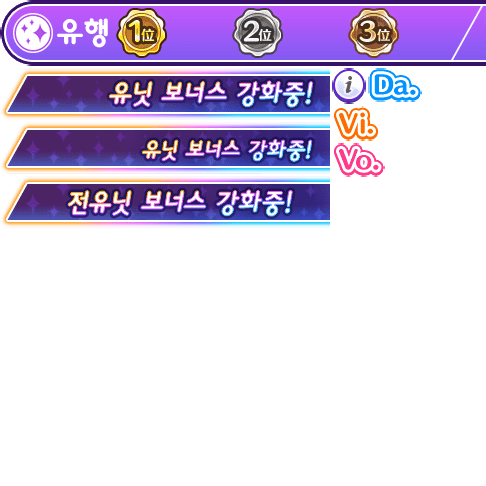 유행 1位 2位 3位
유닛 보너스 강화중! i Da.
유닛 보너스 강화중! Vi.
Vo.
전유닛 보너스 강화중!